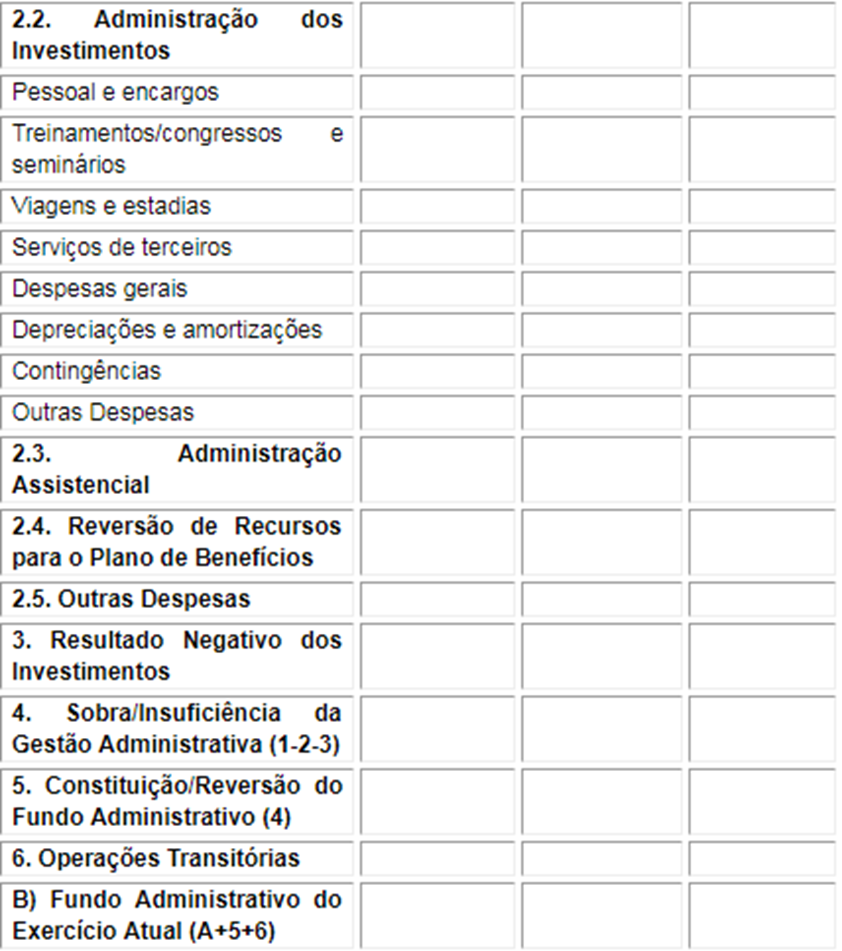 2.2. Administração dos
Investimentos
Pessoal e encargos
Treinamentos/congressos e
seminários
Viagens e estadias
Serviços de terceiros
Despesas gerais
Depreciações e amortizações
Contingências
Outras Despesas
2.3. Administração
Assistencial
2.4. Reversão de Recursos
para o Plano de Benefícios
2.5. Outras Despesas
3. Resultado Negativo dos
Investimentos
4. Sobra/Insuficiência da
Gestão Administrativa (1-2-3)
5. Constituição/Reversão do
Fundo Administrativo (4)
6. Operações Transitórias
B) Fundo Administrativo do
Exercício Atual (A+5+6)